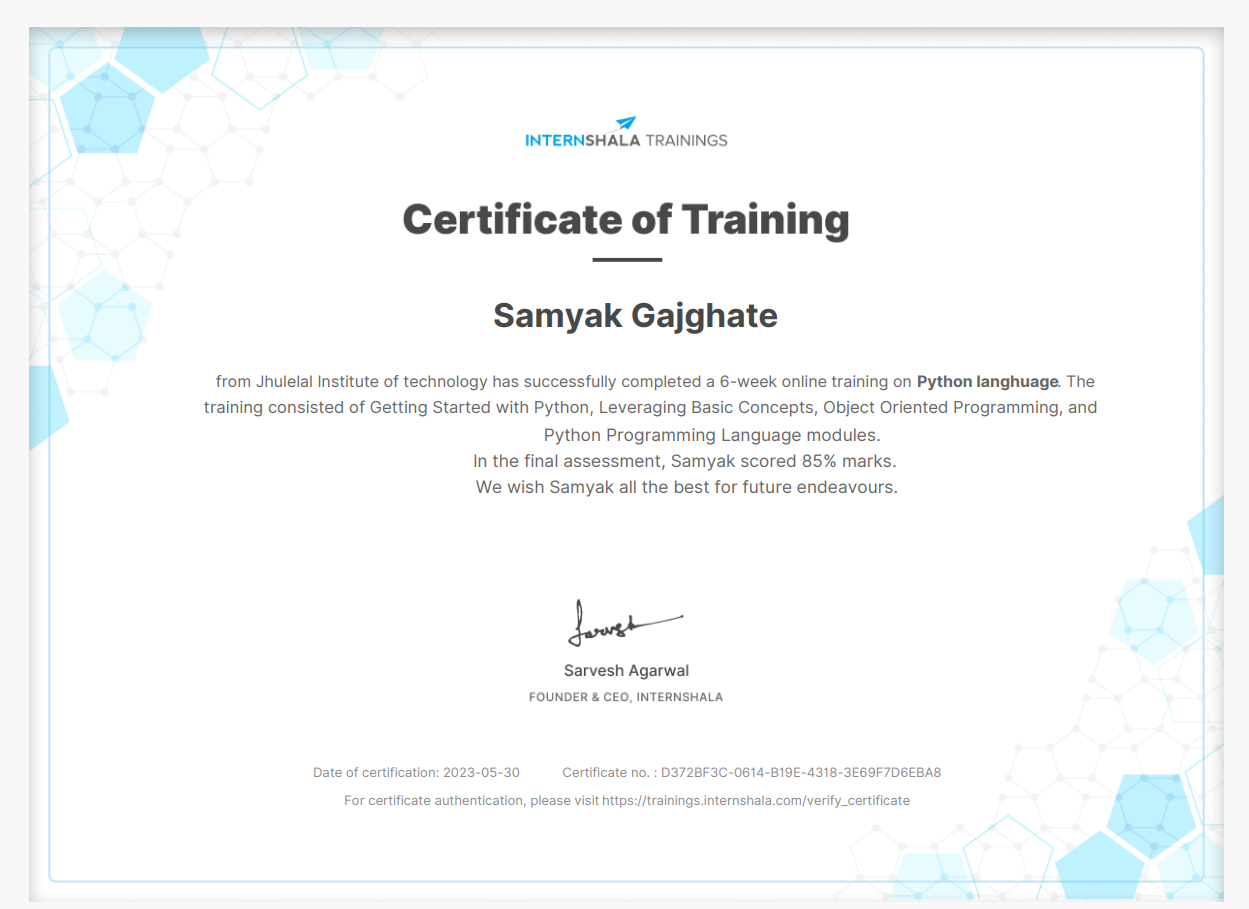 INTERNSHALA TRAININGS
Certificate of Training
Samyak Gajghate
from Jhulelal Institute of technology has successfully completed a 6-week online training on Python langhuage. The
training consisted of Getting Started with Python, Leveraging Basic Concepts, Object Oriented Programming, and
Python Programming Language modules.
In the final assessment, Samyak scored 85% marks.
We wish Samyak all the best for future endeavours.
Sarvesh
Sarvesh Agarwal
FOUNDER & CEO, INTERNSHALA
Date of certification: 2023-05-30 Certificate no. : D372BF3C-0614-B19E-4318-3E69F7D6EBA8
For certificate authentication, please visit https://trainings.internshala.com/verify_certificate